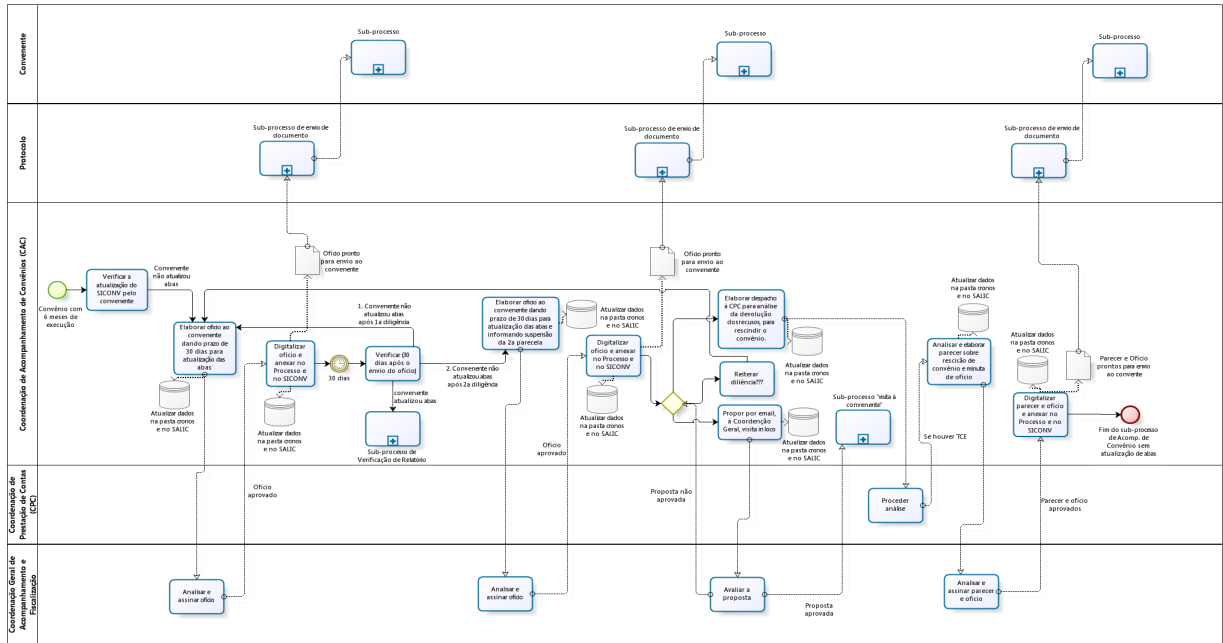 Convenente
Sub-processo
Sub-processo
Sub-processo
Protocolo
Sub-processo de envio de
documento
Sub-processo de envio de
documento
Sub-processo de envio de
documento
Coordenação de Acompanhamento de Convênios (CAC)
Convênio com
6 meses de
execução
Verificar a
atualização do
SICONV pelo
convenente
Convenente
não atualizou
abas
Elaborar ofício ao
convenente
dando prazo de
30 dias para
atualização das
abas
Atualizar dados
na pasta cronos
e no SALIC
Ofício pronto
para envio ao
convenente
Digitalizar
ofício e
anexar no
Processo e
no SICONV
Atualizar dados
na pasta cronos
e no SALIC
30 dias
1. Convenente não
atualizou abas
após 1a diligência
Verificar (30
dias após o
envio do ofício)
2.Convenente não
atualizou abas
após 2a diligência
convenente
atualizou abas
Sub-processo de
Verificação de Relatório
Elaborar ofício ao
convenente dando
prazo de 30 dias para
atualização das abas e
informando suspensão
da 2a parecela
Atualizar dados
na pasta cronos
e no SALIC
Ofício pronto
para envio ao
convenente
Digitalizar
ofício e anexar
no Processo e
no SICONV
Atualizar dados
na pasta cronos
e no SALIC
Ofício
aprovado
Elaborar despacho
à CPC para análise
da devolução
dosrecusos, para
rescindir o
convênio.
Atualizar dados
na pasta cronos
e no SALIC
Reiterar
diliência???
Propor por email,
à Coordenção
Geral, visita in loco
Atualizar dados
na pasta cronos
e no SALIC
Sub-processo "visita à
convenente"
Atualizar dados
na pasta cronos
e no SALIC
Analisar e elaborar
parecer sobre
rescisão de
convênio e minuta
de ofício
Se houver TCE
Atualizar dados
na pasta cronos
e no SALIC
Parecer e Ofício
prontos para envio
ao convente
Digitalizar
parecer e ofício
e anexar no
Processo e no
SICONV
Fim do sub-processo
de Acomp. de
Convênio sem
atualização de abas
Coordenação de
Prestação de Contas
(CPC)
Ofício
aprovado
Proposta não
aprovada
Proceder
análise
Parecer e ofício
aprovados
Coordenação Geral de
Acompanhamento e
Fiscalização
Analisar e
assinar ofício
Analisar e
assinar ofício
Avaliar a
proposta
Proposta
aprovada
Analisar e
assinar parecer
e ofício